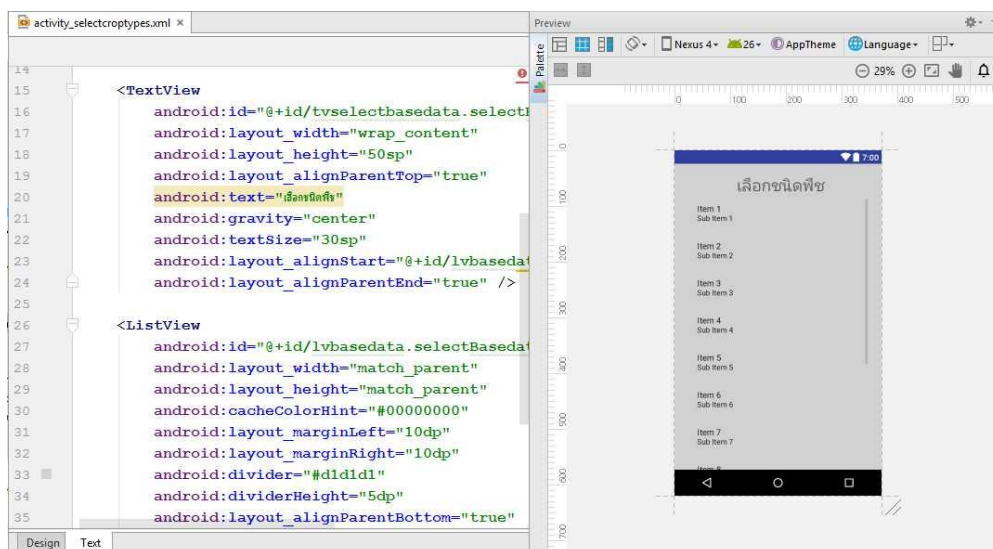 activity_selectcroptypes.xml ×
14
15 <TextView
16 android:id="@+id/tvselectbasedata.select
17 android:layout_width="wrap_content"
18 android:layout_height="50sp"
19 android:layout_alignParentTop="true"
20 android:text="เลือกชนิดพืช"
21 android:gravity="center"
22 android:textSize="30sp"
23 android:layout_alignStart="@+id/lvbasedat
24 android:layout_alignParentEnd="true" />
25
26 <ListView
27 android:id="@+id/lvbasedata.selectBasedat
28 android:layout_width="match_parent"
29 android:layout_height="match_parent"
30 android:cacheColorHint="#00000000"
31 android:layout_marginLeft="10dp"
32 android:layout_marginRight="10dp"
33 android:divider="#d1d1d1"
34 android:dividerHeight="5dp"
35 android:layout_alignParentBottom="true"
Design Text
Preview
Palette
Nexus 4 26 AppTheme Language
29%
0 100 200 300 400 500
0
100
200
300
400
500
600
700
7:00
เลือกชนิดพืช
Item 1
Sub Item 1
Item 2
Sub Item 2
Item 3
Sub Item 3
Item 4
Sub Item 4
Item 5
Sub Item 5
Item 6
Sub Item 6
Item 7
Sub Item 7
Item 8